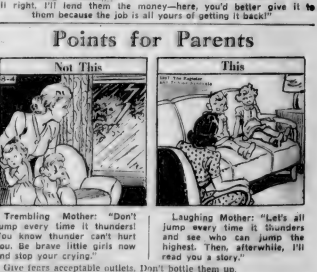 ll right, I'll lend them the money—here, you'd better give it to
them because the job is all yours of getting it back!"
Points for Parents
Not This
This
Trembling Mother: "Don't
ump every time it thunders!
ou know thunder can't hurt
ou. Be brave little girls now
nd stop your crying."
Laughing Mother: "Let's all
jump every time it thunders
and see who can jump the
highest. Then, afterwhile, I'll
read you a story."
Give fears acceptable outlets. Don't bottle them up.